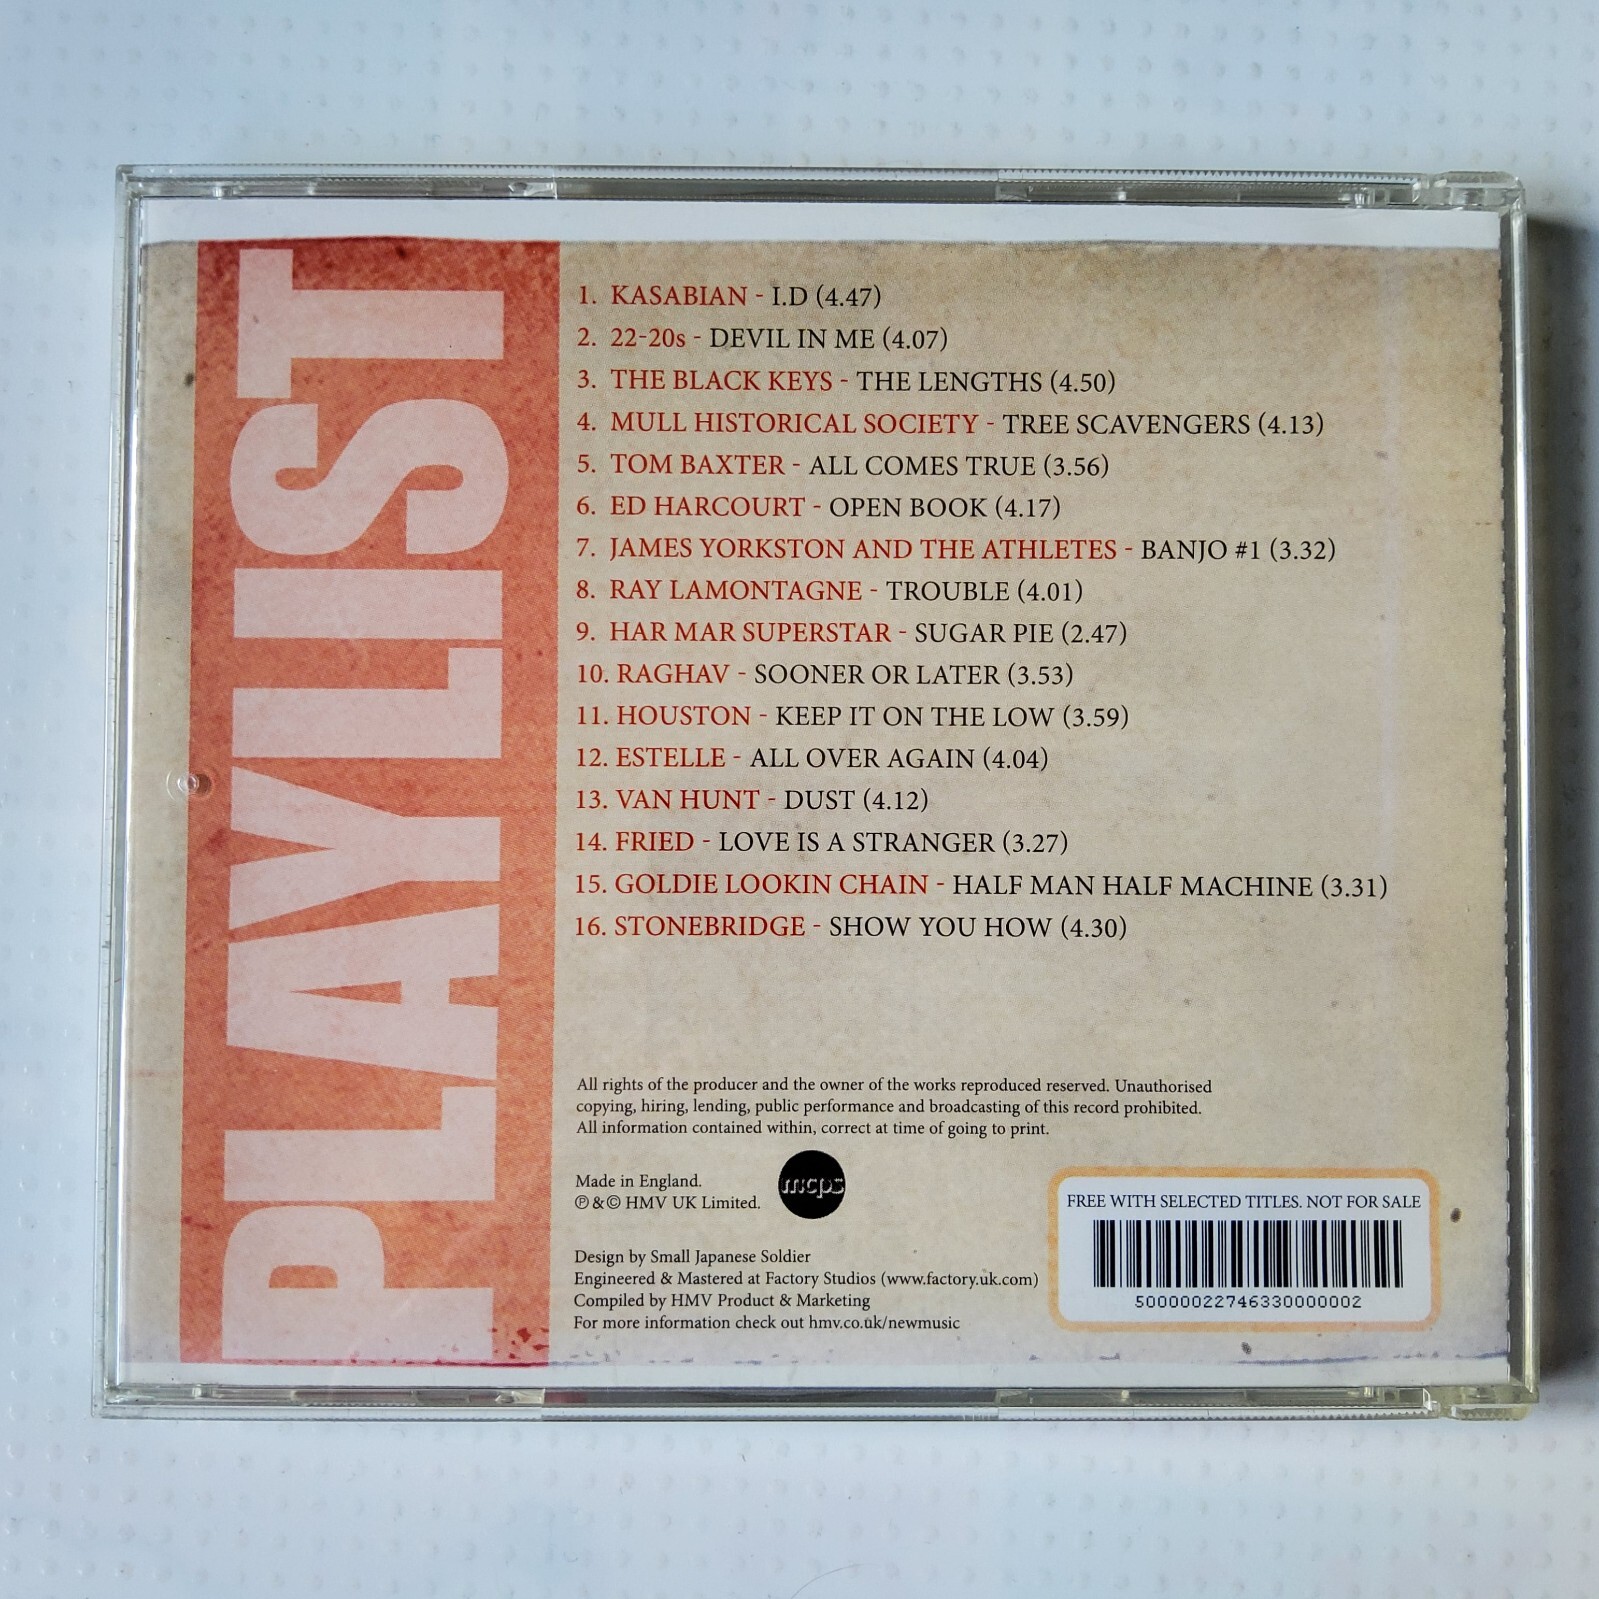 PLAYLIST
1. KASABIAN - I.D (4.47)
2. 22-20s - DEVIL IN ME (4.07)
3. THE BLACK KEYS - THE LENGTHS (4.50)
4. MULL HISTORICAL SOCIETY - TREE SCAVENGERS (4.13)
5. TOM BAXTER - ALL COMES TRUE (3.56)
6. ED HARCOURT - OPEN BOOK (4.17)
7. JAMES YORKSTON AND THE ATHLETES - BANJO #1 (3.32)
8. RAY LAMONTAGNE - TROUBLE (4.01)
9. HAR MAR SUPERSTAR - SUGAR PIE (2.47)
10. RAGHAV - SOONER OR LATER (3.53)
11. HOUSTON - KEEP IT ON THE LOW (3.59)
12. ESTELLE - ALL OVER AGAIN (4.04)
13. VAN HUNT - DUST (4.12)
14. FRIED - LOVE IS A STRANGER (3.27)
15. GOLDIE LOOKIN CHAIN - HALF MAN HALF MACHINE (3.31)
16. STONEBRIDGE - SHOW YOU HOW (4.30)
All rights of the producer and the owner of the works reproduced reserved. Unauthorised
copying, hiring, lending, public performance and broadcasting of this record prohibited.
All information contained within, correct at time of going to print.
Made in England.
℗ & © HMV UK Limited.
mcps
Design by Small Japanese Soldier
Engineered & Mastered at Factory Studios (www.factory.uk.com)
Compiled by HMV Product & Marketing
For more information check out hmv.co.uk/newmusic
FREE WITH SELECTED TITLES. NOT FOR SALE
50000022746330000002